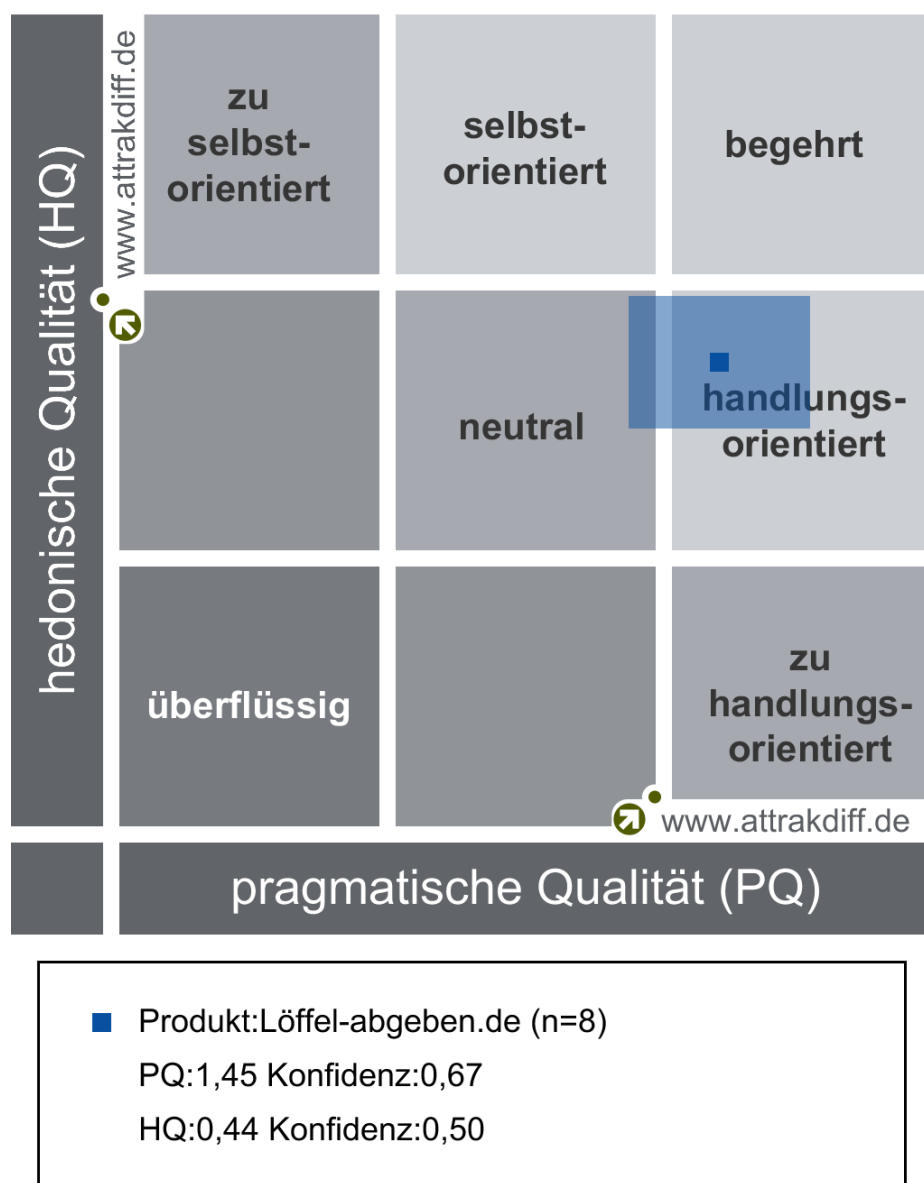 hedonische Qualität (HQ)
www.attrakdiff.de
zu
selbst-
orientiert
selbst-
orientiert
begehrt
neutral
handlungs-
orientiert
überflüssig
zu
handlungs-
orientiert
www.attrakdiff.de
pragmatische Qualität (PQ)
Produkt:Löffel-abgeben.de (n=8)
PQ:1,45 Konfidenz:0,67
HQ:0,44 Konfidenz:0,50